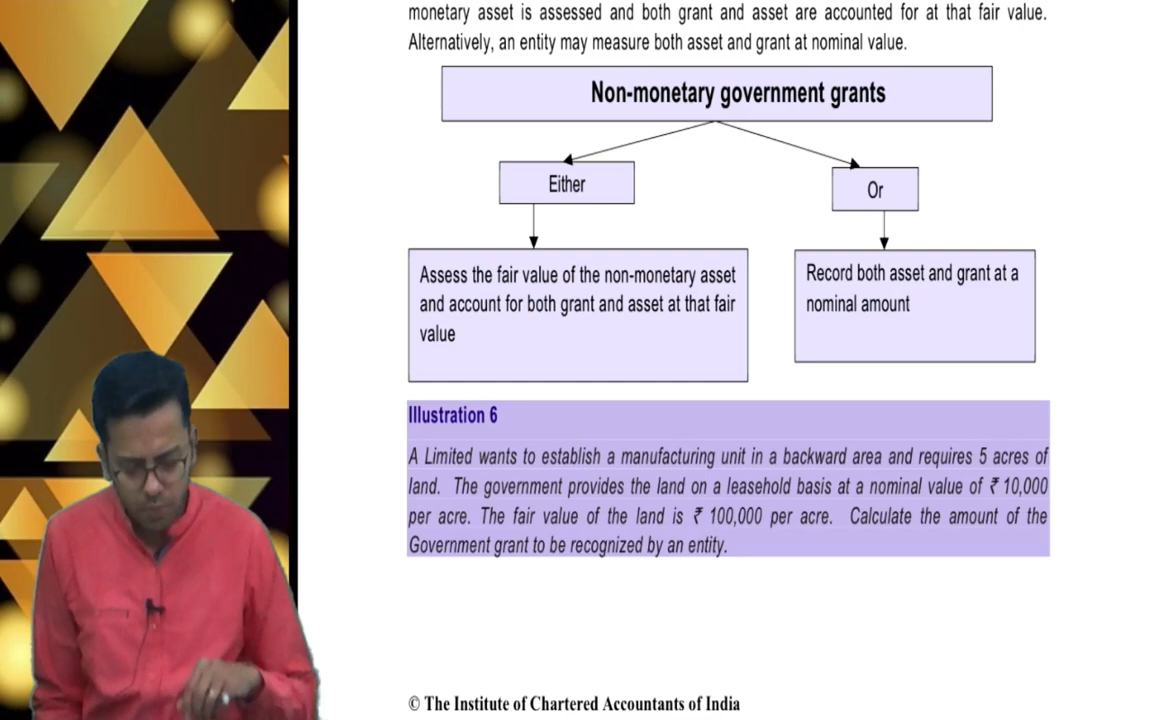 monetary asset is assessed and both grant and asset are accounted for at that fair value.
Alternatively, an entity may measure both asset and grant at nominal value.
Non-monetary government grants
Either
Or
Assess the fair value of the non-monetary asset
and account for both grant and asset at that fair
value
Record both asset and grant at a
nominal amount
Illustration 6
A Limited wants to establish a manufacturing unit in a backward area and requires 5 acres of
land. The government provides the land on a leasehold basis at a nominal value of ₹ 10,000
per acre. The fair value of the land is ₹ 100,000 per acre. Calculate the amount of the
Government grant to be recognized by an entity.
© The Institute of Chartered Accountants of India